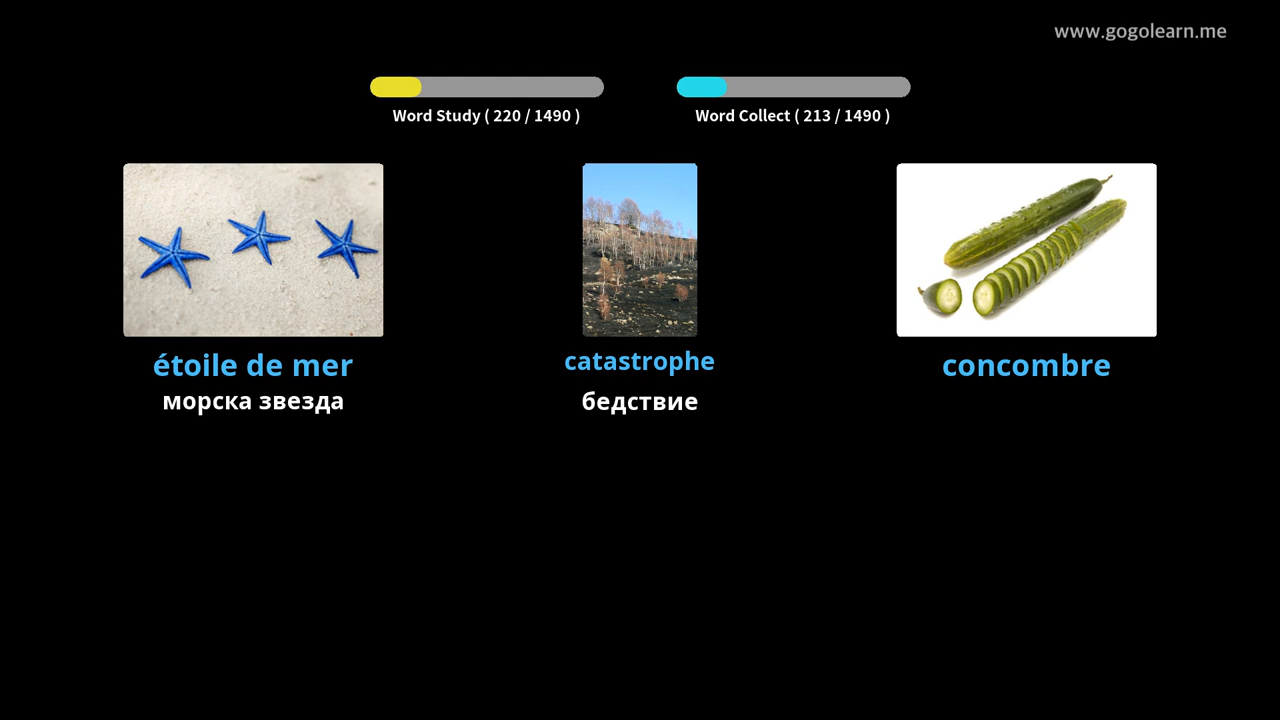 www.gogolearn.me
Word Study ( 220 / 1490 )
Word Collect ( 213 / 1490 )
étoile de mer
морска звезда
catastrophe
бедствие
concombre